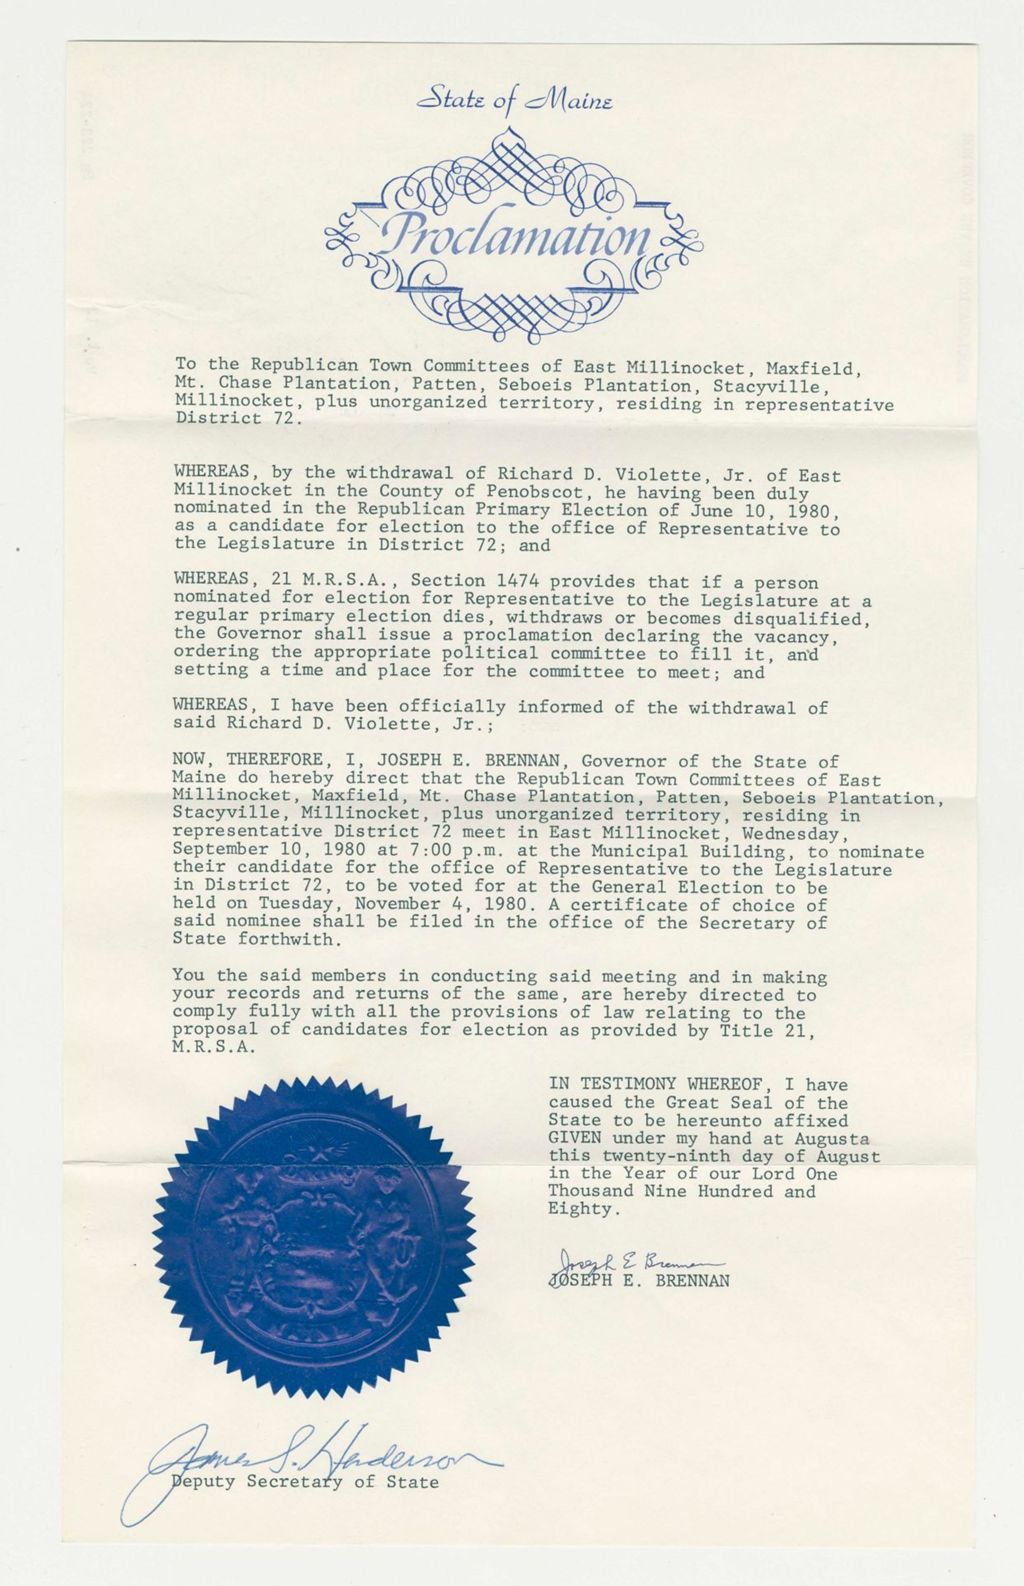 State of Maine
Proclamation
To the Republican Town Committees of East Millinocket, Maxfield,
Mt. Chase Plantation, Patten, Seboeis Plantation, Stacyville,
Millinocket, plus unorganized territory, residing in representative
District 72.
WHEREAS, by the withdrawal of Richard D. Violette, Jr. of East
Millinocket in the County of Penobscot, he having been duly
nominated in the Republican Primary Election of June 10, 1980,
as a candidate for election to the office of Representative to
the Legislature in District 72; and
WHEREAS, 21 M.R.S.A., Section 1474 provides that if a person
nominated for election for Representative to the Legislature at a
regular primary election dies, withdraws or becomes disqualified,
the Governor shall issue a proclamation declaring the vacancy,
ordering the appropriate political committee to fill it, and
setting a time and place for the committee to meet; and
WHEREAS, I have been officially informed of the withdrawal of
said Richard D. Violette, Jr.;
NOW, THEREFORE, I, JOSEPH E. BRENNAN, Governor of the State of
Maine do hereby direct that the Republican Town Committees of East
Millinocket, Maxfield, Mt. Chase Plantation, Patten, Seboeis Plantation,
Stacyville, Millinocket, plus unorganized territory, residing in
representative District 72 meet in East Millinocket, Wednesday,
September 10, 1980 at 7:00 p.m. at the Municipal Building, to nominate
their candidate for the office of Representative to the Legislature
in District 72, to be voted for at the General Election to be
held on Tuesday, November 4, 1980. A certificate of choice of
said nominee shall be filed in the office of the Secretary of
State forthwith.
You the said members in conducting said meeting and in making
your records and returns of the same, are hereby directed to
comply fully with all the provisions of law relating to the
proposal of candidates for election as provided by Title 21,
M.R.S.A.
IN TESTIMONY WHEREOF, I have
caused the Great Seal of the
State to be hereunto affixed
GIVEN under my hand at Augusta
this twenty-ninth day of August
in the Year of our Lord One
Thousand Nine Hundred and
Eighty.
Joseph E Brennan
JOSEPH E. BRENNAN
James S. Henderson
Deputy Secretary of State